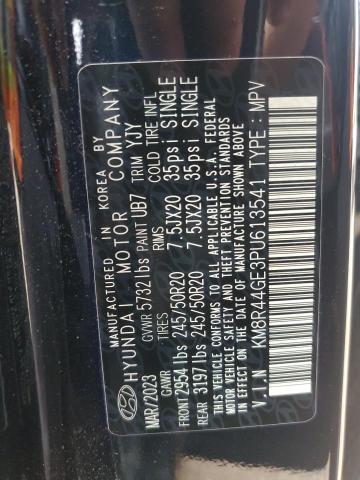 MANUFACTURED IN KOREA BY
HYUNDAI MOTOR COMPANY
MAR/2023 GVWR 5732 lbs PAINT UB7 TRIM YJY
GAWR TIRES RIMS COLD TIRE INFL
FRONT 2954 lbs 245/50R20 7.5JX20 35psi SINGLE
REAR 3197 lbs 245/50R20 7.5JX20 35psi SINGLE
THIS VEHICLE CONFORMS TO ALL APPLICABLE U.S.A. FEDERAL
MOTOR VEHICLE SAFETY AND THEFT PREVENTION STANDARDS
IN EFFECT ON THE DATE OF MANUFACTURE SHOWN ABOVE.
V.I.N : KM8R44GE3PU613541 TYPE : MPV